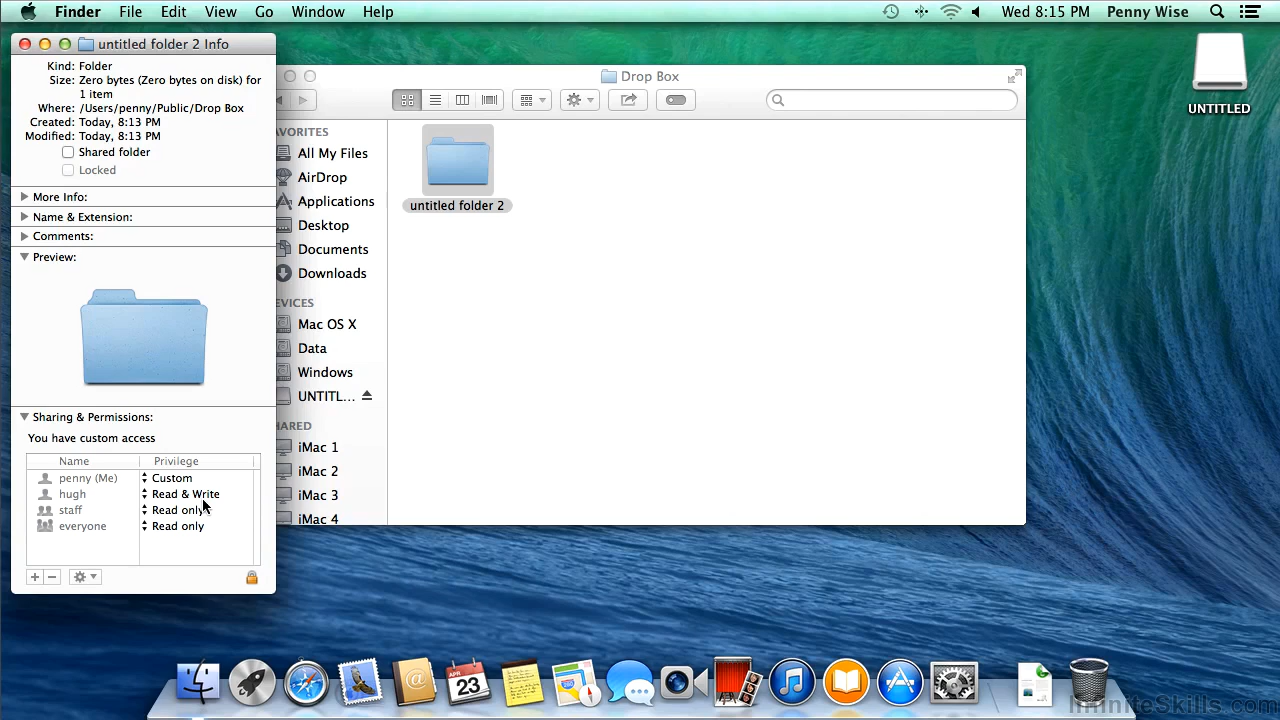 Finder File Edit View Go Window Help Wed 8:15 PM Penny Wise
untitled folder 2 Info
Kind: Folder
Size: Zero bytes (Zero bytes on disk) for
1 item
Where: /Users/penny/Public/Drop Box
Created: Today, 8:13 PM
Modified: Today, 8:13 PM
Shared folder
Locked
More Info:
Name & Extension:
Comments:
Preview:
Sharing & Permissions:
You have custom access
Name Privilege
penny (Me) Custom
hugh Read & Write
staff Read only
everyone Read only
Drop Box
AVORITES
All My Files
AirDrop
Applications
Desktop
Documents
Downloads
EVICES
Mac OS X
Data
Windows
UNTITL...
HARED
iMac 1
iMac 2
iMac 3
iMac 4
untitled folder 2
UNTITLED
APR
23
InfiniteSkills.com